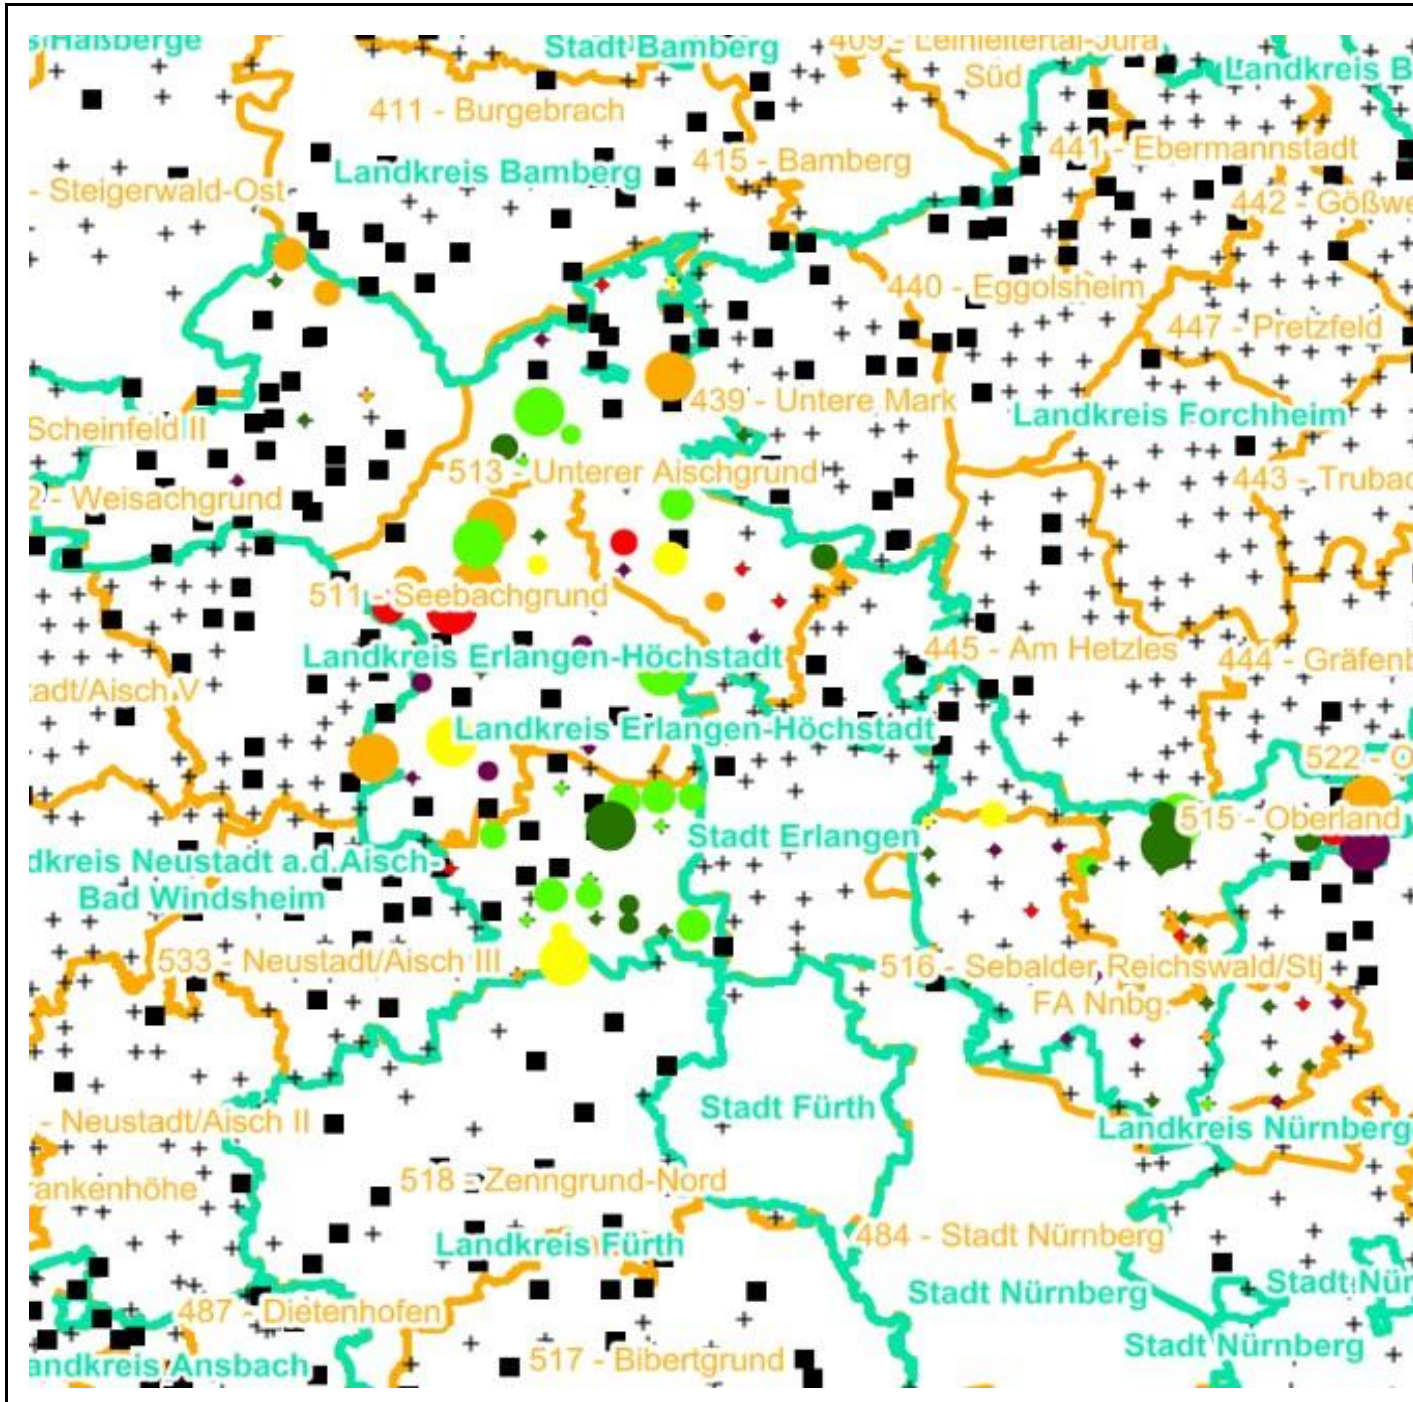 s Haßberge
Stadt Bamberg
409 - Leinleitertal-Jura
Süd
Landkreis B
411 - Burgebrach
415 - Bamberg
441 - Ebermannstadt
Landkreis Bamberg
- Steigerwald-Ost
442 - Gößwe
440 - Eggolsheim
447 - Pretzfeld
439 - Untere Mark
Landkreis Forchheim
Scheinfeld II
513 - Unterer Aischgrund
443 - Trubac
2 - Weisachgrund
511 - Seebachgrund
Landkreis Erlangen-Höchstadt
445 - Am Hetzles
444 - Gräfenb
tadt/Aisch V
Landkreis Erlangen-Höchstadt
522 - O
515 - Oberland
Stadt Erlangen
dkreis Neustadt a.d.Aisch-
Bad Windsheim
533 - Neustadt/Aisch III
516 - Sebalder Reichswald/Stj
FA Nnbg.
Stadt Fürth
- Neustadt/Aisch II
Landkreis Nürnberg
ankenhöhe
518 - Zenngrund-Nord
484 - Stadt Nürnberg
Landkreis Fürth
Stadt Nürnberg
Stadt Nür
487 - Dietenhofen
Stadt Nürnberg
andkreis Ansbach
517 - Bibertgrund